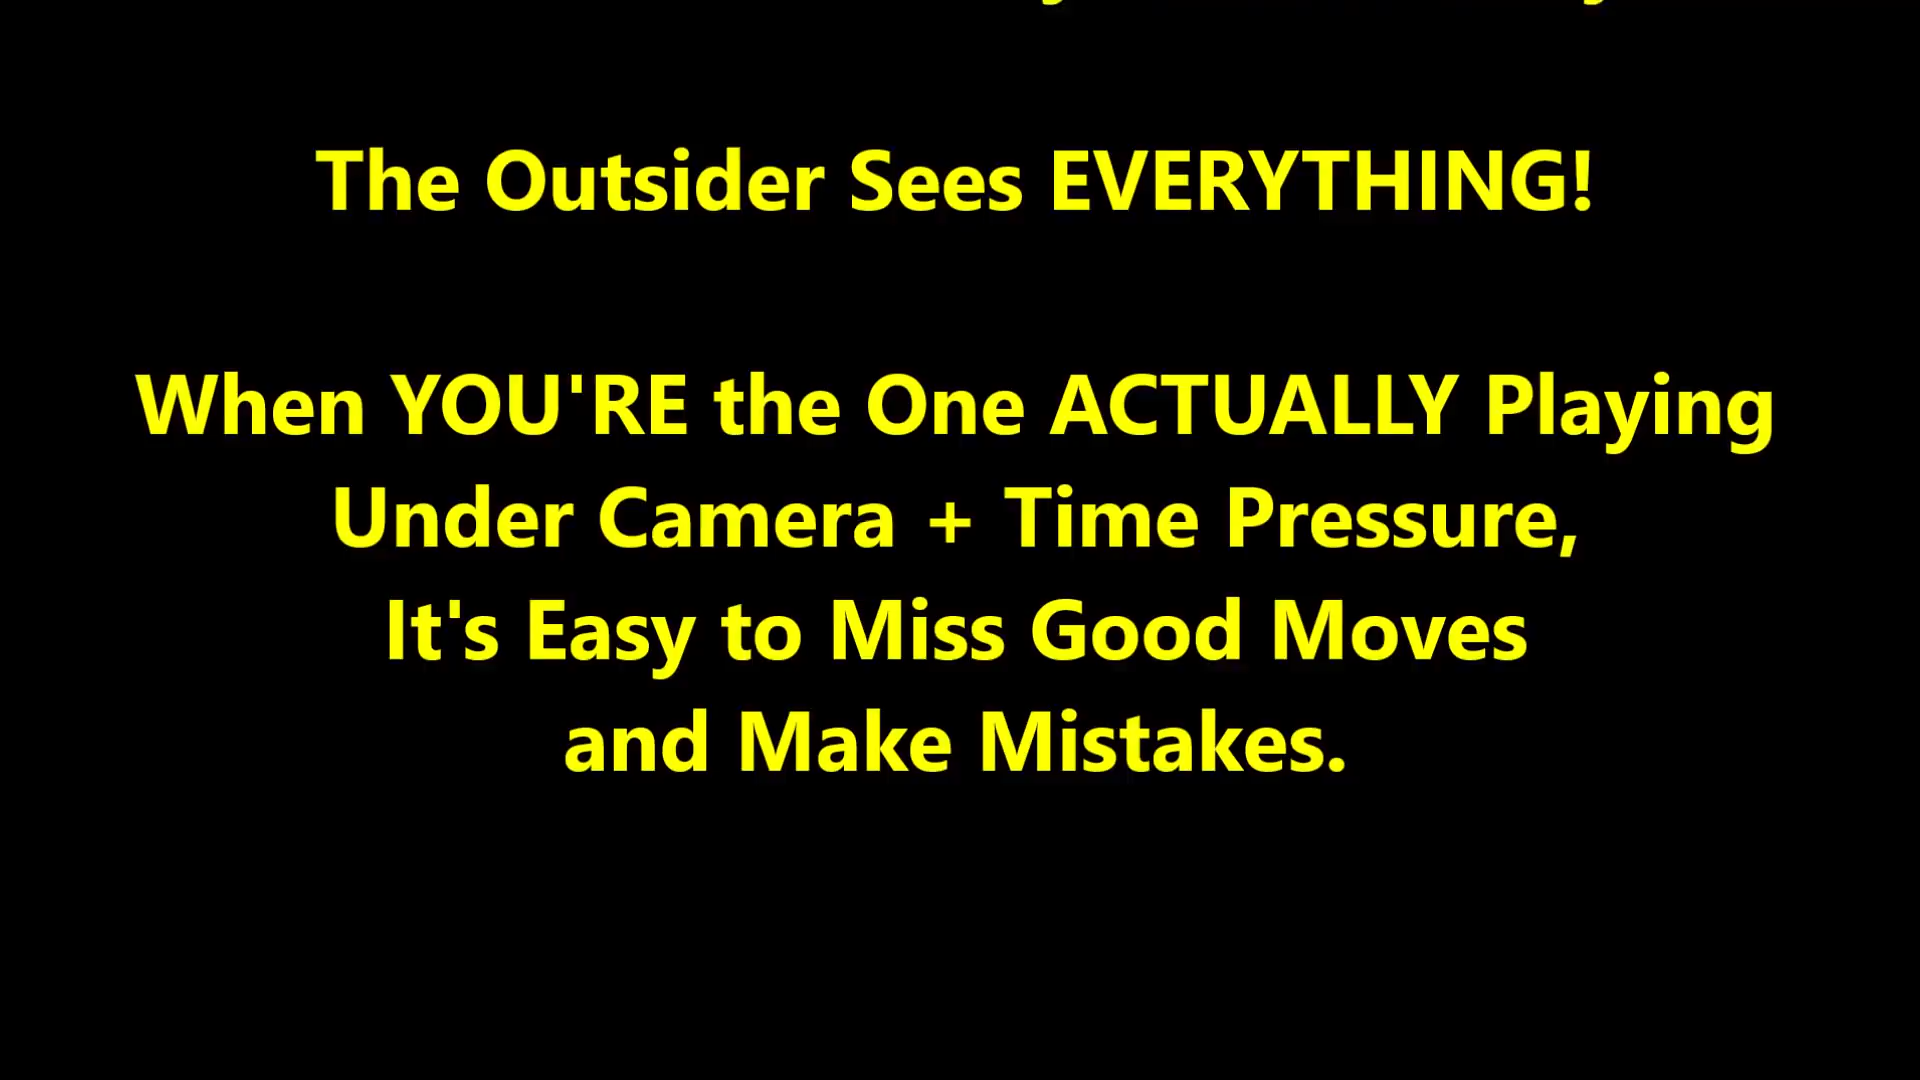 The Outsider Sees EVERYTHING!
When YOU'RE the One ACTUALLY Playing
Under Camera + Time Pressure,
It's Easy to Miss Good Moves
and Make Mistakes.